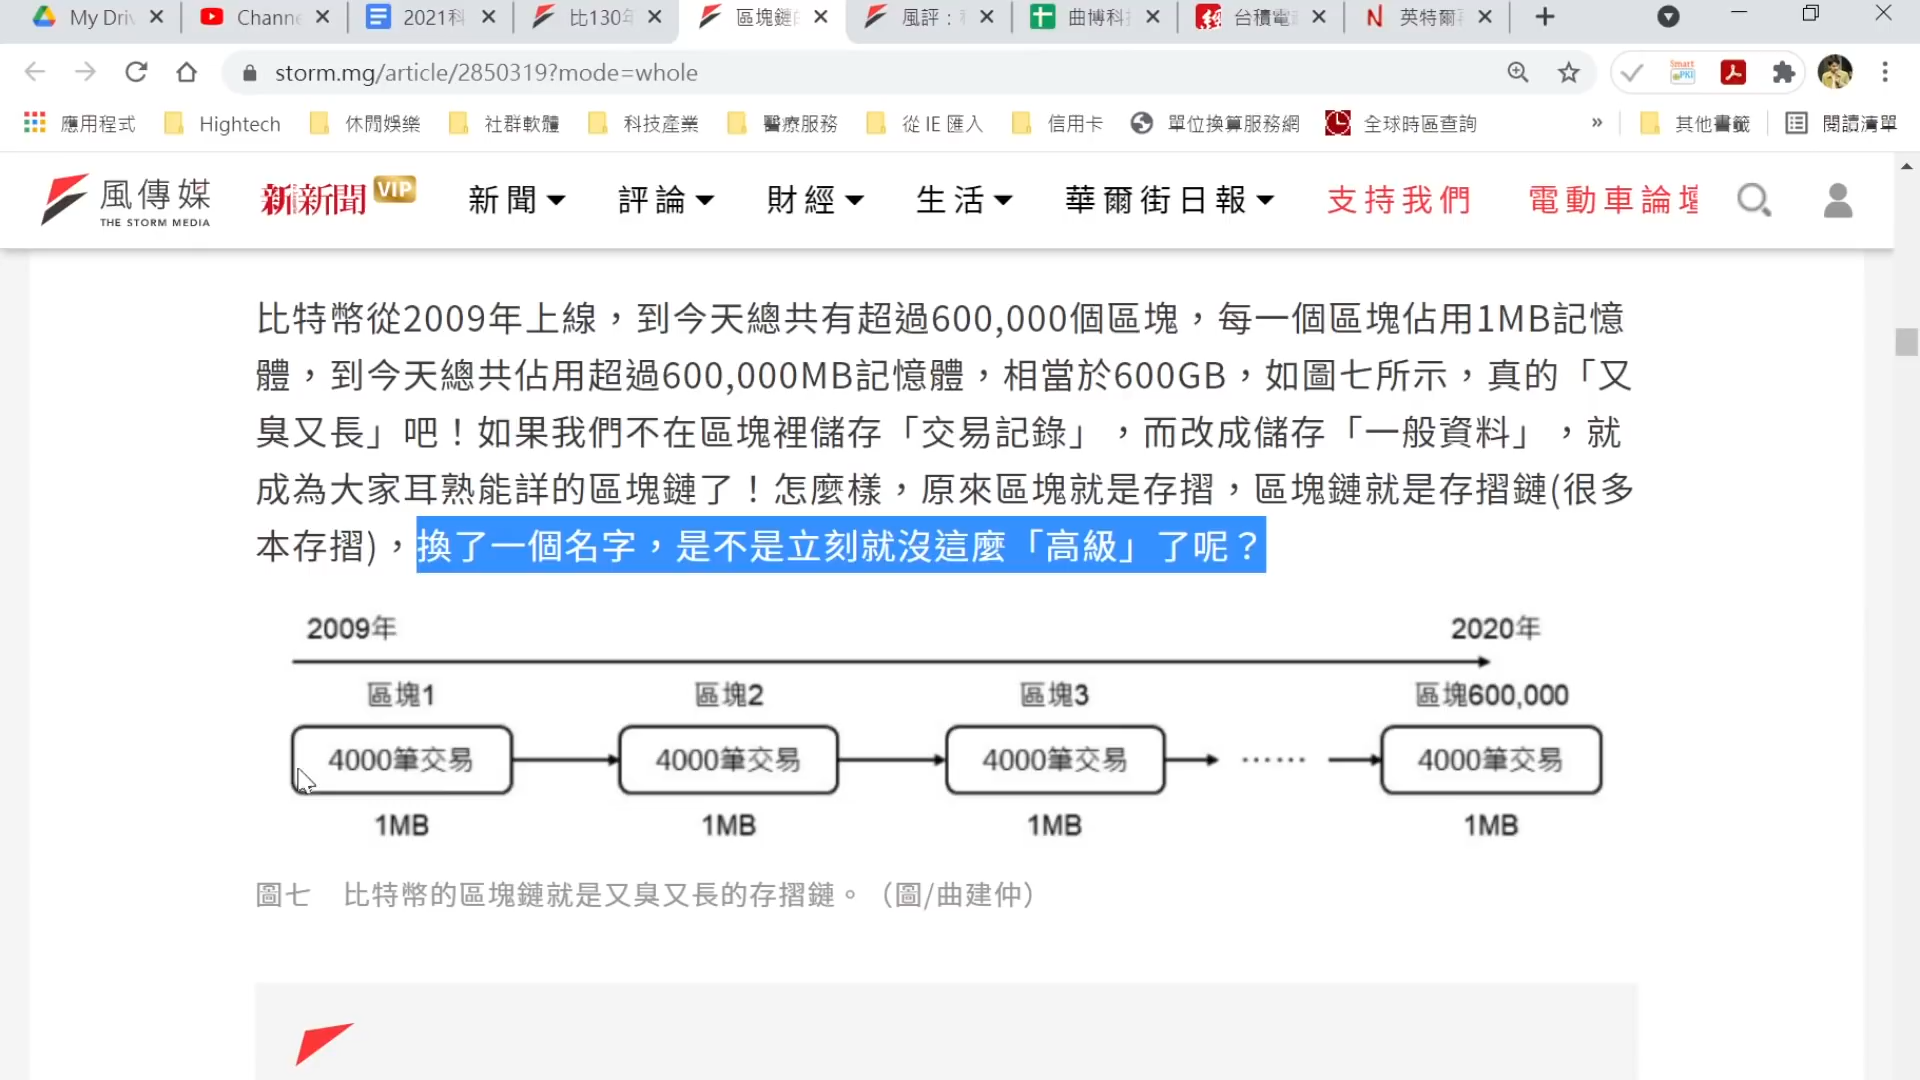 My Driv
Channe
2021科
比130年
區塊鏈的
風評：
曲博科技
台積電
英特爾
storm.mg/article/2850319?mode=whole
Smart
PKI
應用程式
Hightech
休閒娛樂
社群軟體
科技產業
醫療服務
從 IE 匯入
信用卡
單位換算服務網
全球時區查詢
»
其他書籤
閱讀清單
風傳媒
THE STORM MEDIA
新新聞 VIP
新聞
評論
財經
生活
華爾街日報
支持我們
電動車論壇
比特幣從2009年上線，到今天總共有超過600,000個區塊，每一個區塊佔用1MB記憶
體，到今天總共佔用超過600,000MB記憶體，相當於600GB，如圖七所示，真的「又
臭又長」吧！如果我們不在區塊裡儲存「交易記錄」，而改成儲存「一般資料」，就
成為大家耳熟能詳的區塊鏈了！怎麼樣，原來區塊就是存摺，區塊鏈就是存摺鏈(很多
本存摺)，換了一個名字，是不是立刻就沒這麼「高級」了呢？
2009年
2020年
區塊1
區塊2
區塊3
區塊600,000
4000筆交易
4000筆交易
4000筆交易
······
4000筆交易
1MB
1MB
1MB
1MB
圖七　比特幣的區塊鏈就是又臭又長的存摺鏈。（圖/曲建仲）